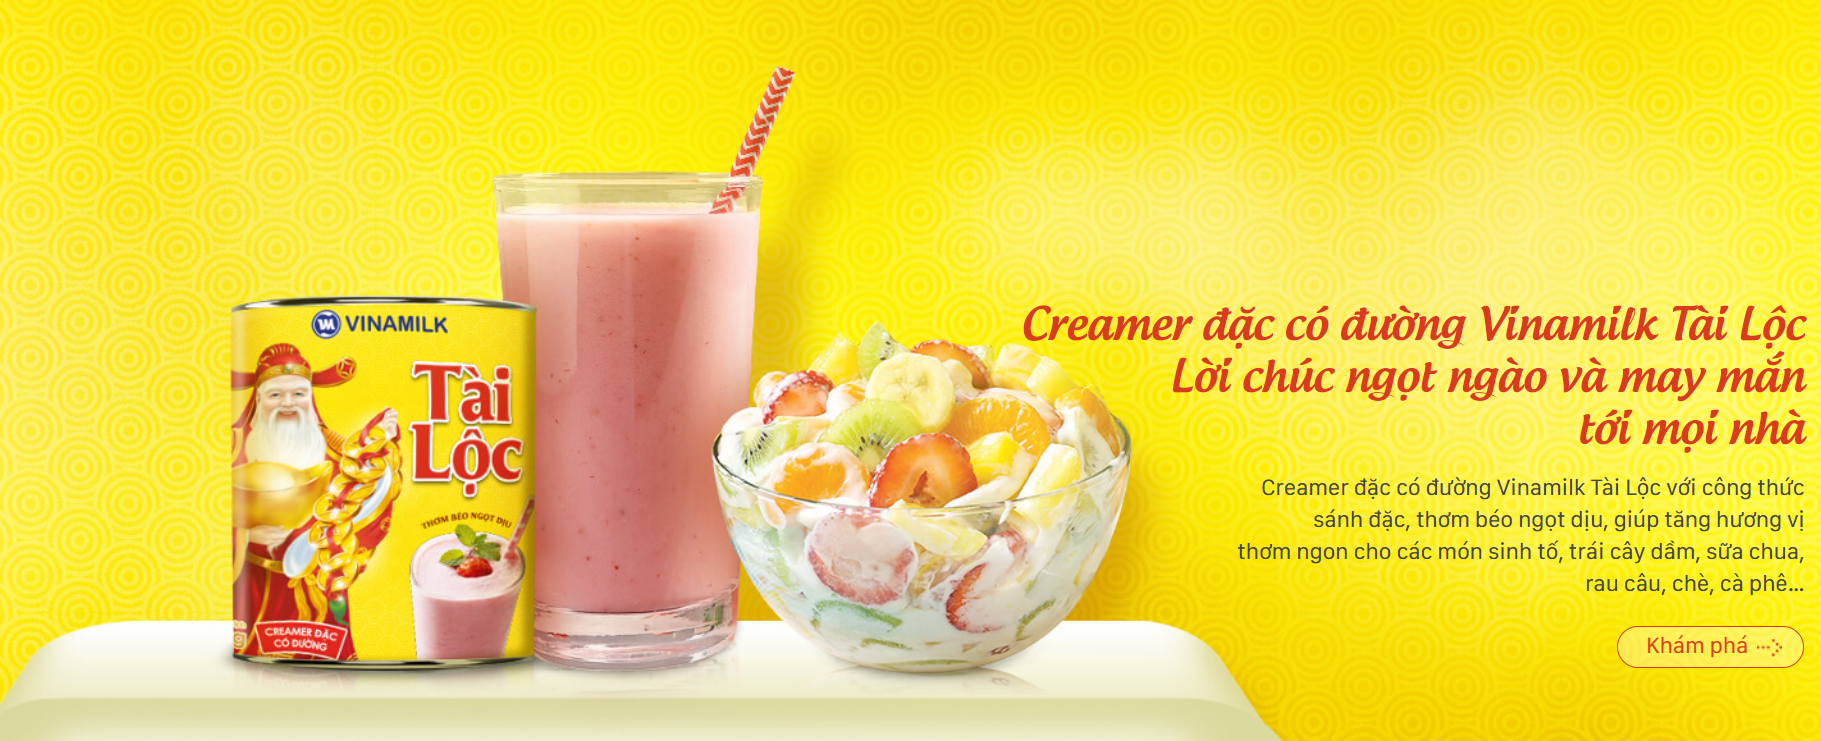 VINAMILK
Tài
Lộc
THƠM BÉO NGỌT DỊU
CREAMER ĐẶC
CÓ ĐƯỜNG
Creamer đặc có đường Vinamilk Tài Lộc
Lời chúc ngọt ngào và may mắn
tới mọi nhà
Creamer đặc có đường Vinamilk Tài Lộc với công thức
sánh đặc, thơm béo ngọt dịu, giúp tăng hương vị
thơm ngon cho các món sinh tố, trái cây dầm, sữa chua,
rau câu, chè, cà phê...
Khám phá